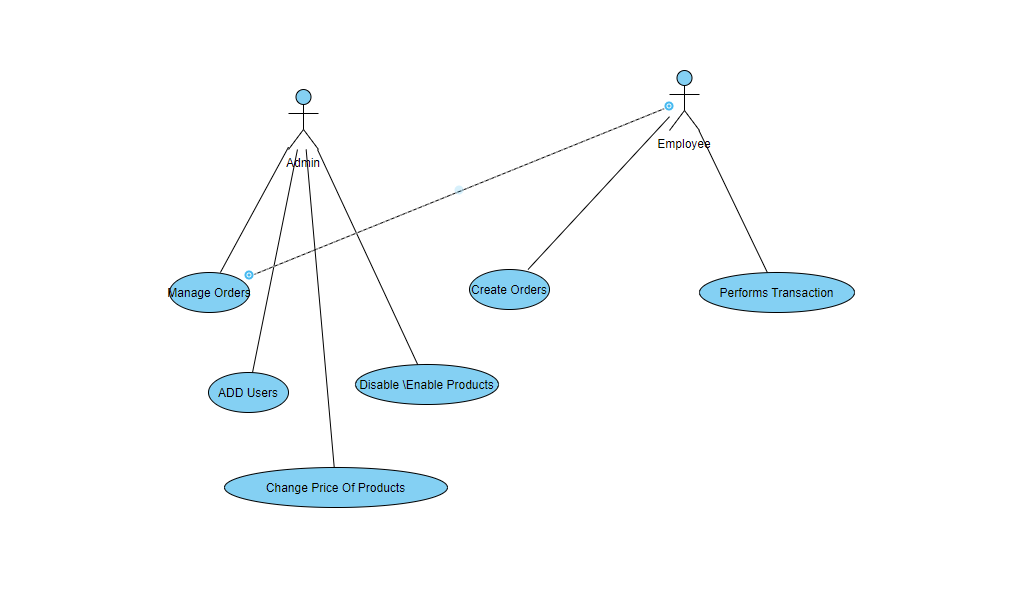 Employee
Admin
Manage Orders
Create Orders
Performs Transaction
ADD Users
Disable \Enable Products
Change Price Of Products